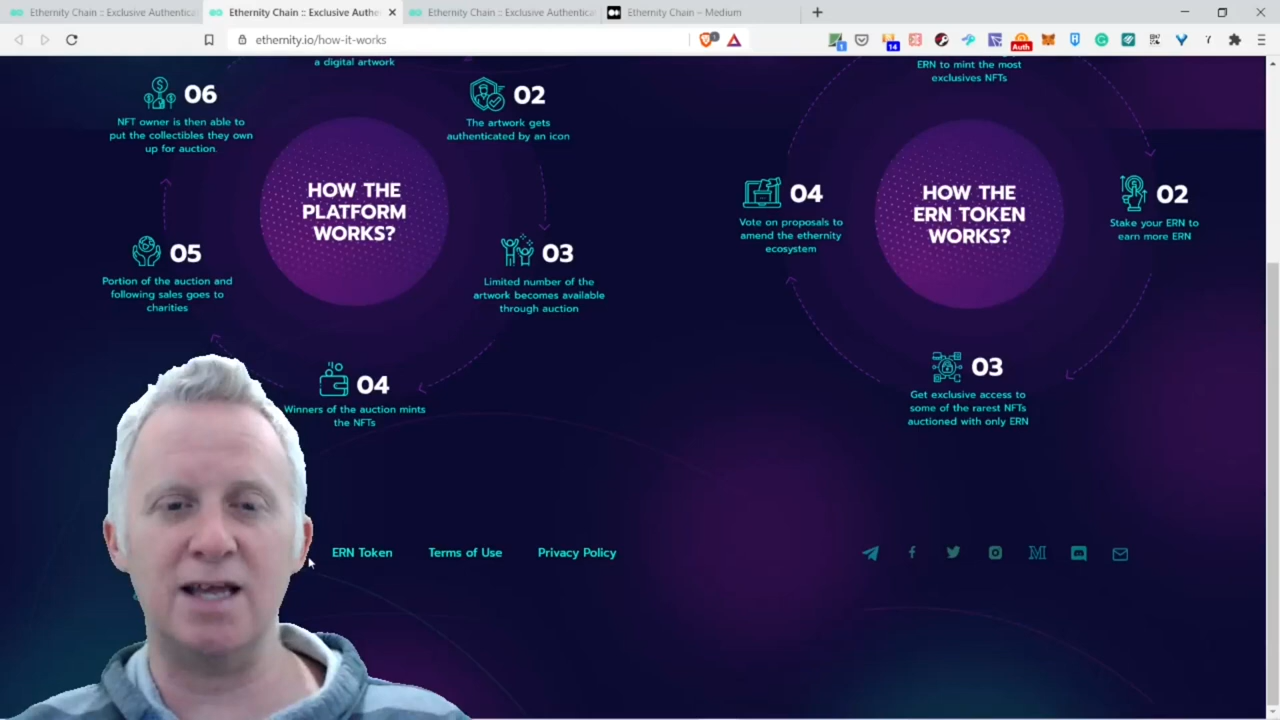 Ethernity Chain :: Exclusive Authentica
Ethernity Chain :: Exclusive Authe
Ethernity Chain :: Exclusive Authentica
Ethernity Chain – Medium
ethernity.io/how-it-works
1
1
14
Auth
a digital artwork
06
NFT owner is then able to
put the collectibles they own
up for auction.
02
The artwork gets
authenticated by an icon
HOW THE
PLATFORM
WORKS?
05
Portion of the auction and
following sales goes to
charities
03
Limited number of the
artwork becomes available
through auction
04
Winners of the auction mints
the NFTs
ERN to mint the most
exclusives NFTs
04
Vote on proposals to
amend the ethernity
ecosystem
HOW THE
ERN TOKEN
WORKS?
02
Stake your ERN to
earn more ERN
03
Get exclusive access to
some of the rarest NFTs
auctioned with only ERN
ERN Token
Terms of Use
Privacy Policy